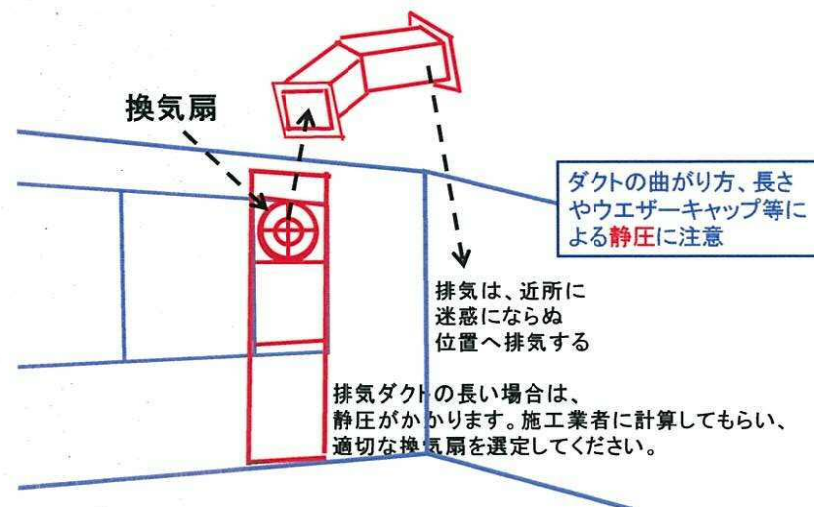 換気扇
ダクトの曲がり方、長さ
やウエザーキャップ等に
よる静圧に注意
排気は、近所に
迷惑にならぬ
位置へ排気する
排気ダクトの長い場合は、
静圧がかかります。施工業者に計算してもらい、
適切な換気扇を選定してください。